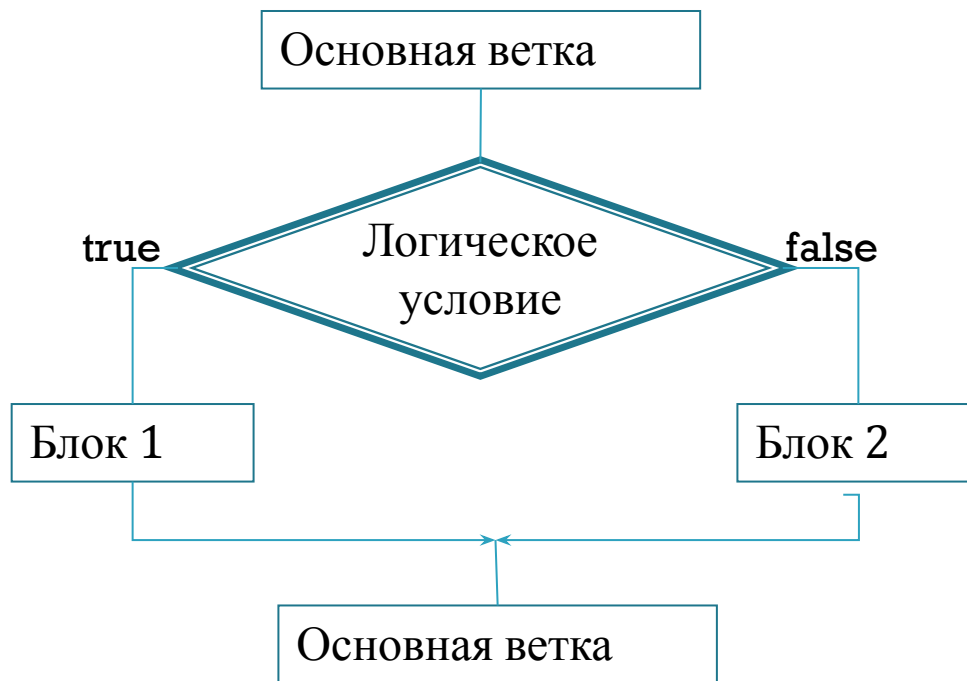 Основная ветка
Логическое
условие
true
false
Блок 1
Блок 2
Основная ветка